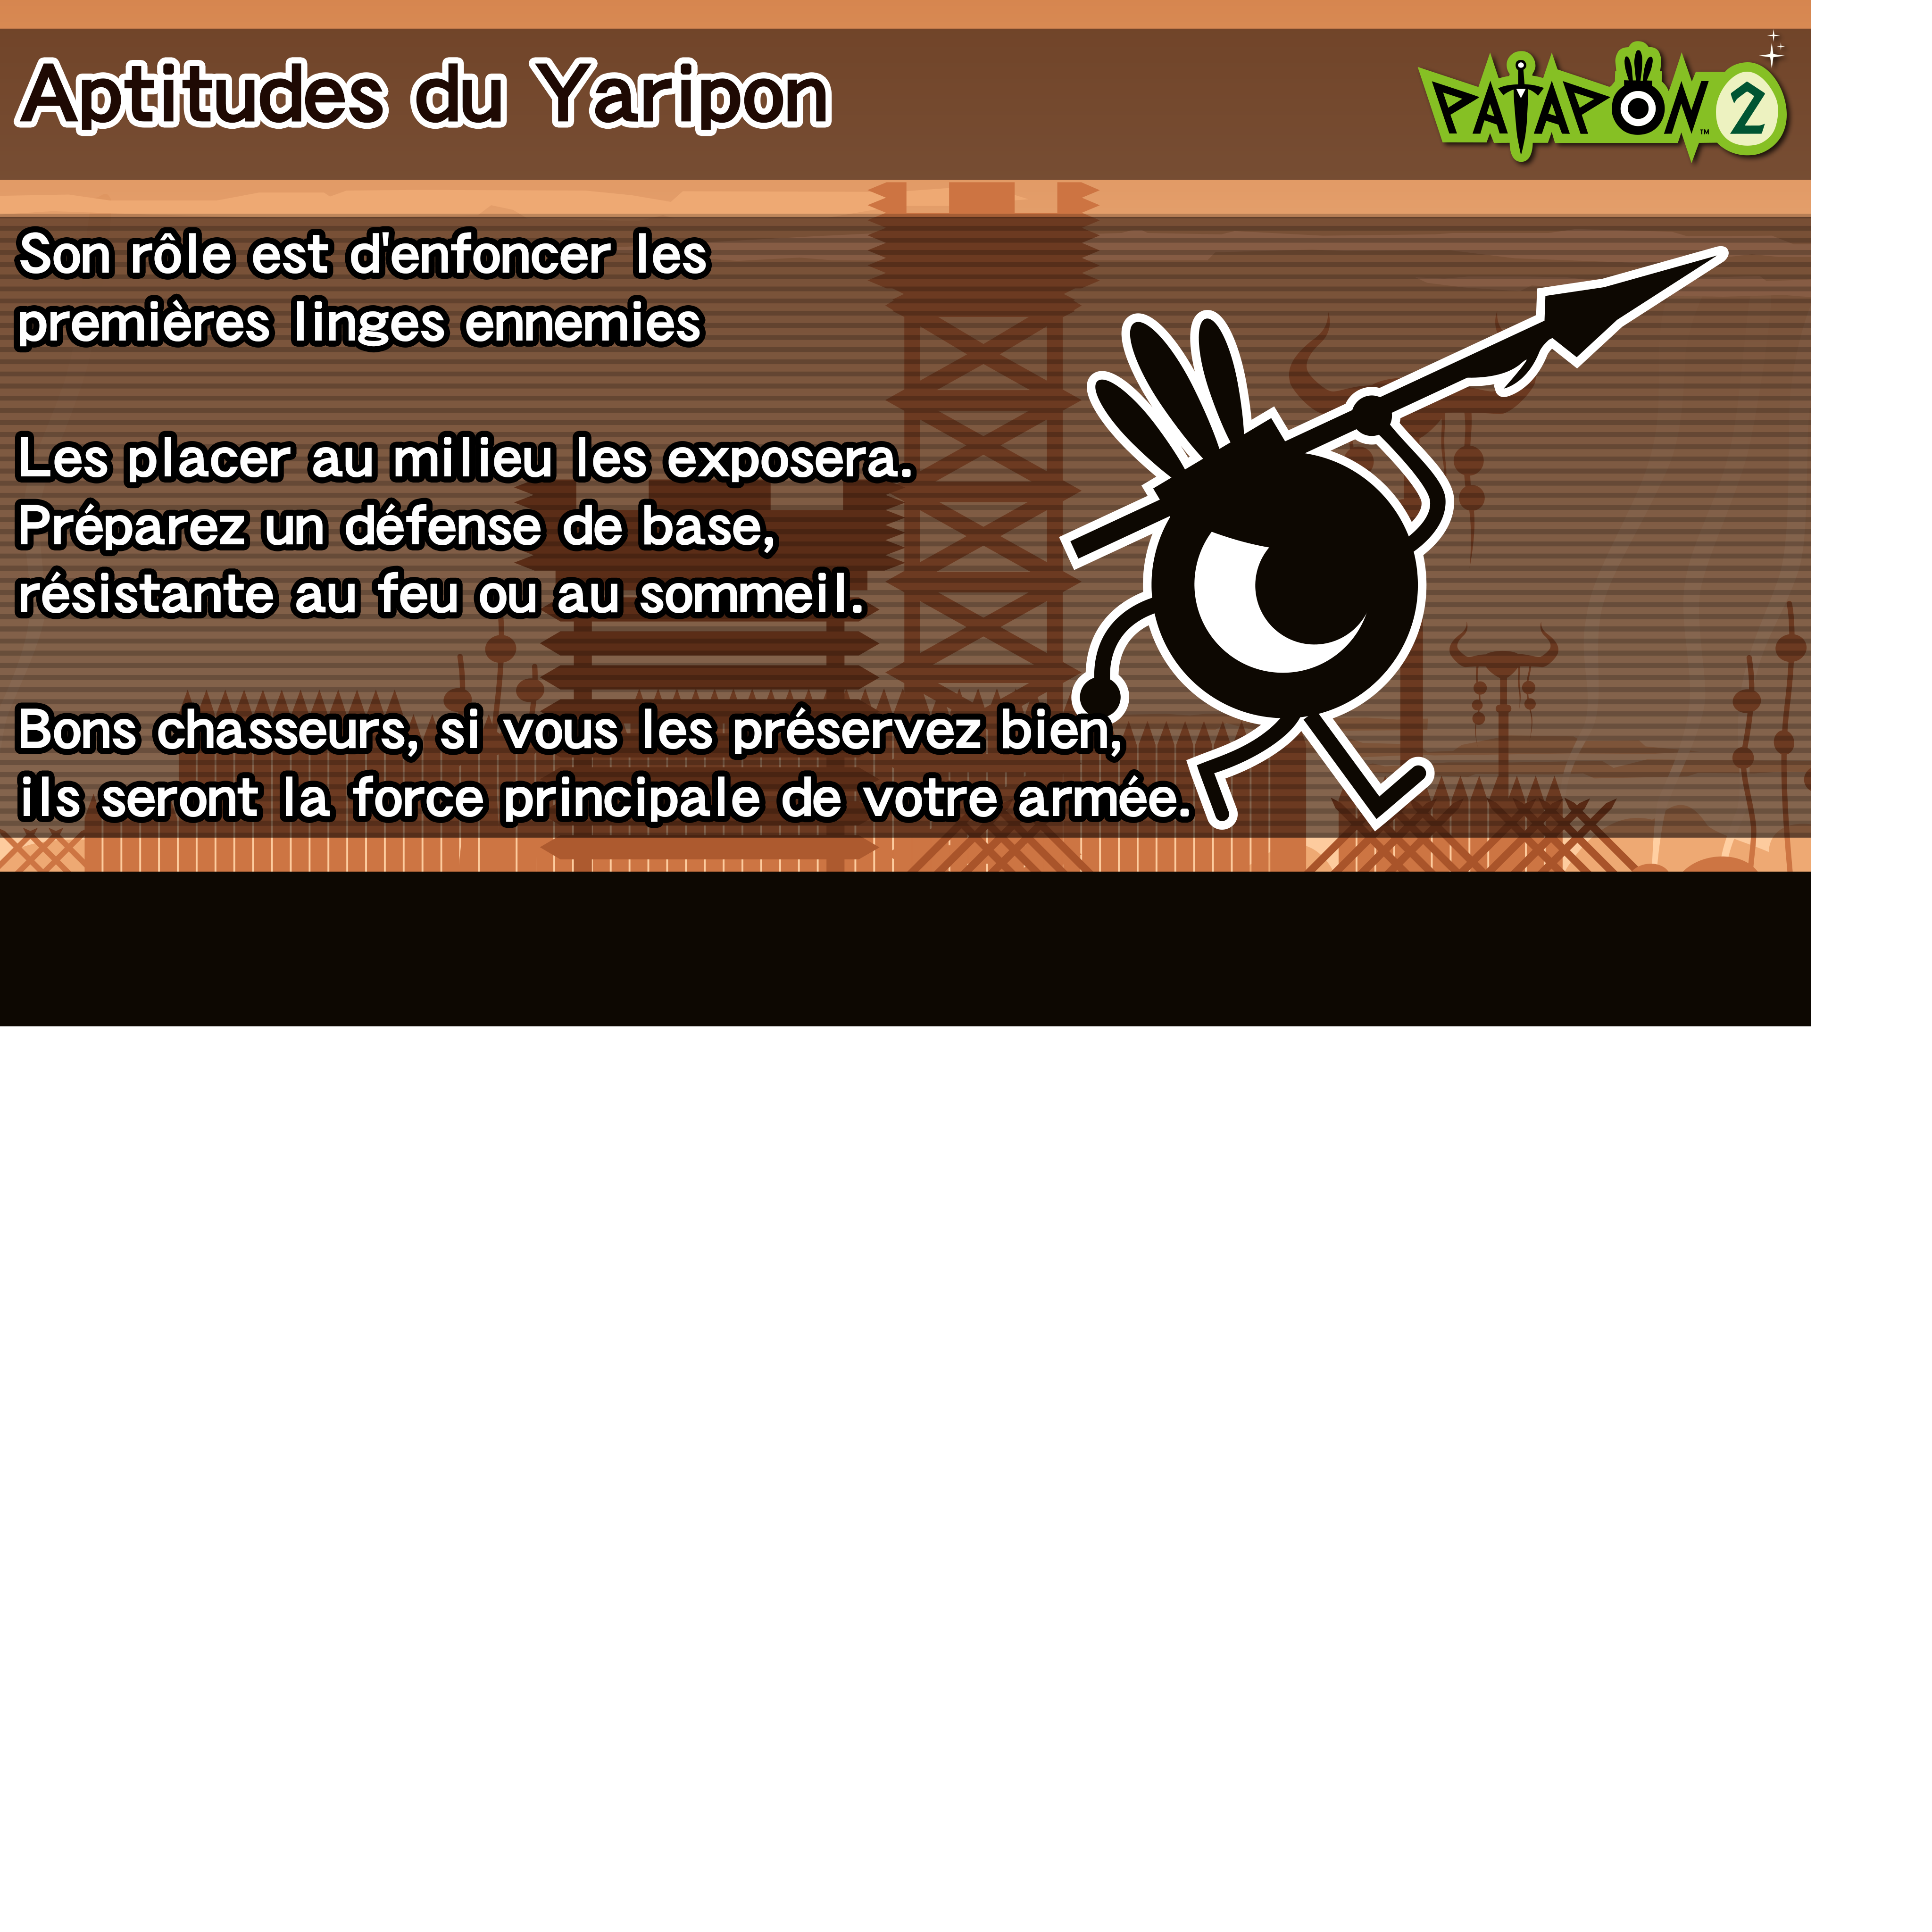 Aptitudes du Yaripon
PATAPON™ 2
Son rôle est d'enfoncer les
premières linges ennemies
Les placer au milieu les exposera.
Préparez un défense de base,
résistante au feu ou au sommeil.
Bons chasseurs, si vous les préservez bien,
ils seront la force principale de votre armée.